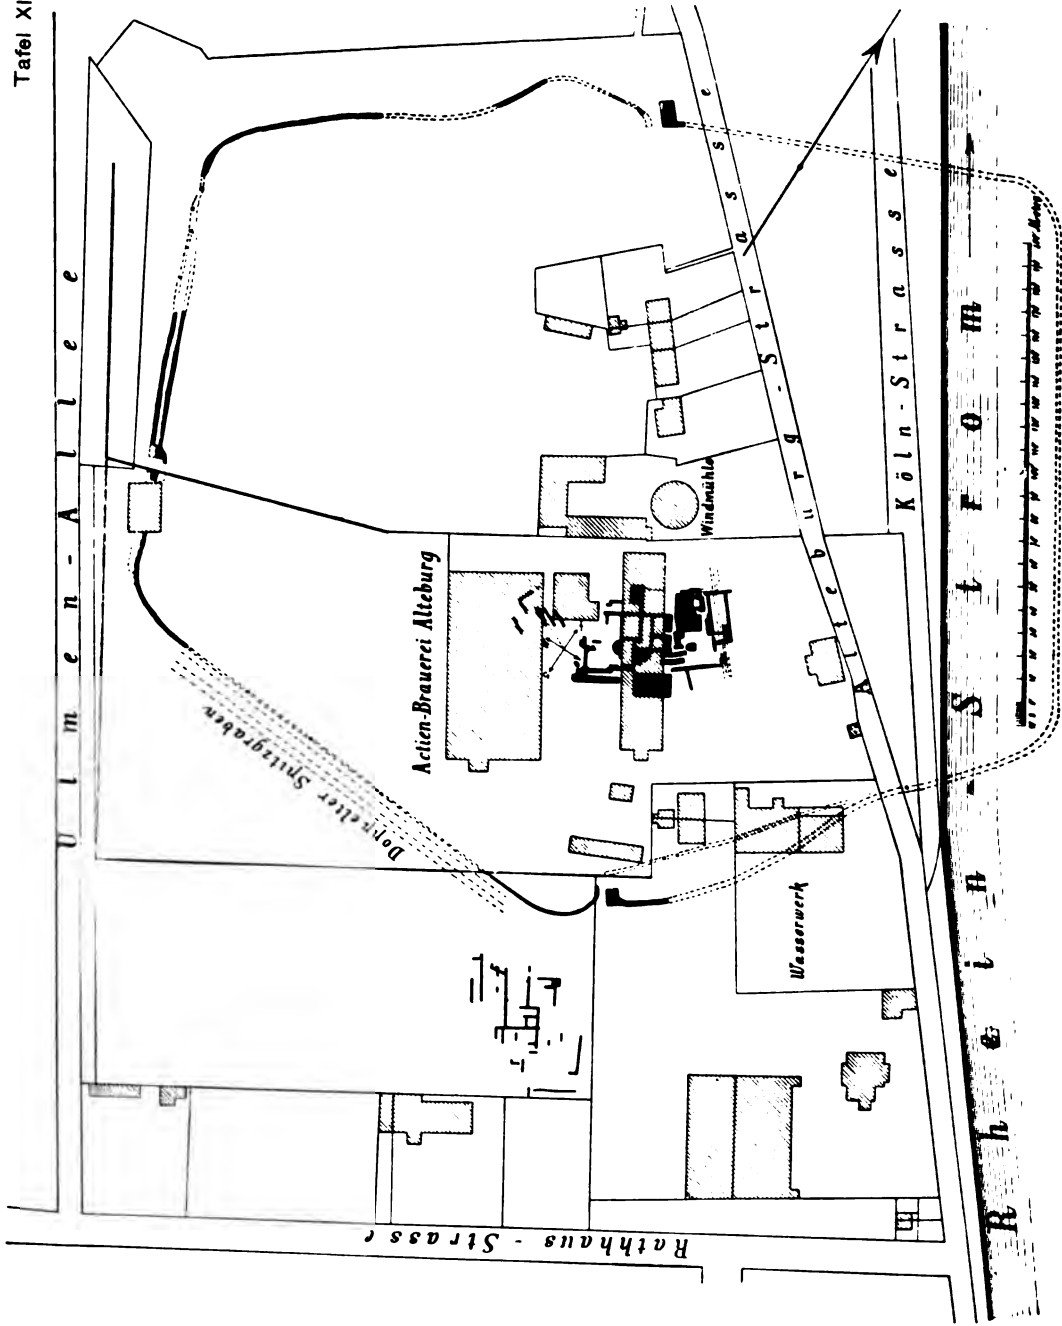 Tafel XI
Ulmen-Allee
Doppelter Spitzgraben
Actien-Brauerei Alteburg
Windmühle
Alteburg-Strasse
Köln-Strasse
Wasserwerk
Rathhaus-Strasse
Rhein-Strom